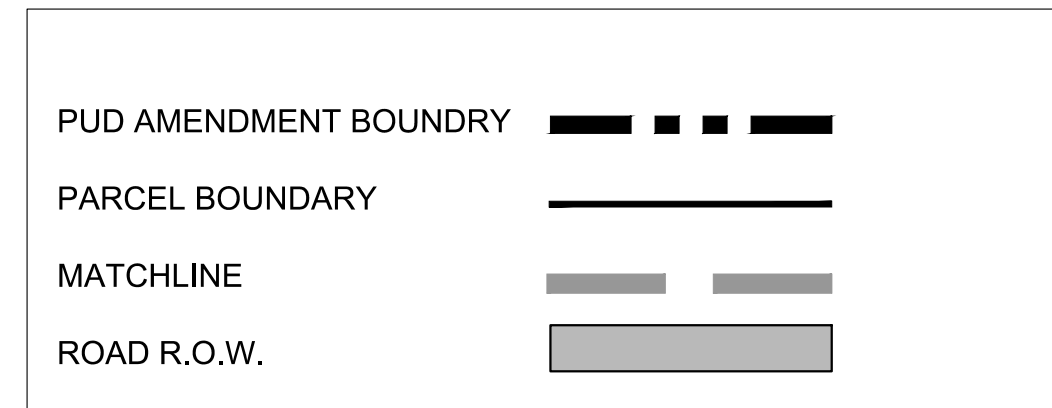 PUD AMENDMENT BOUNDRY
PARCEL BOUNDARY
MATCHLINE
ROAD R.O.W.